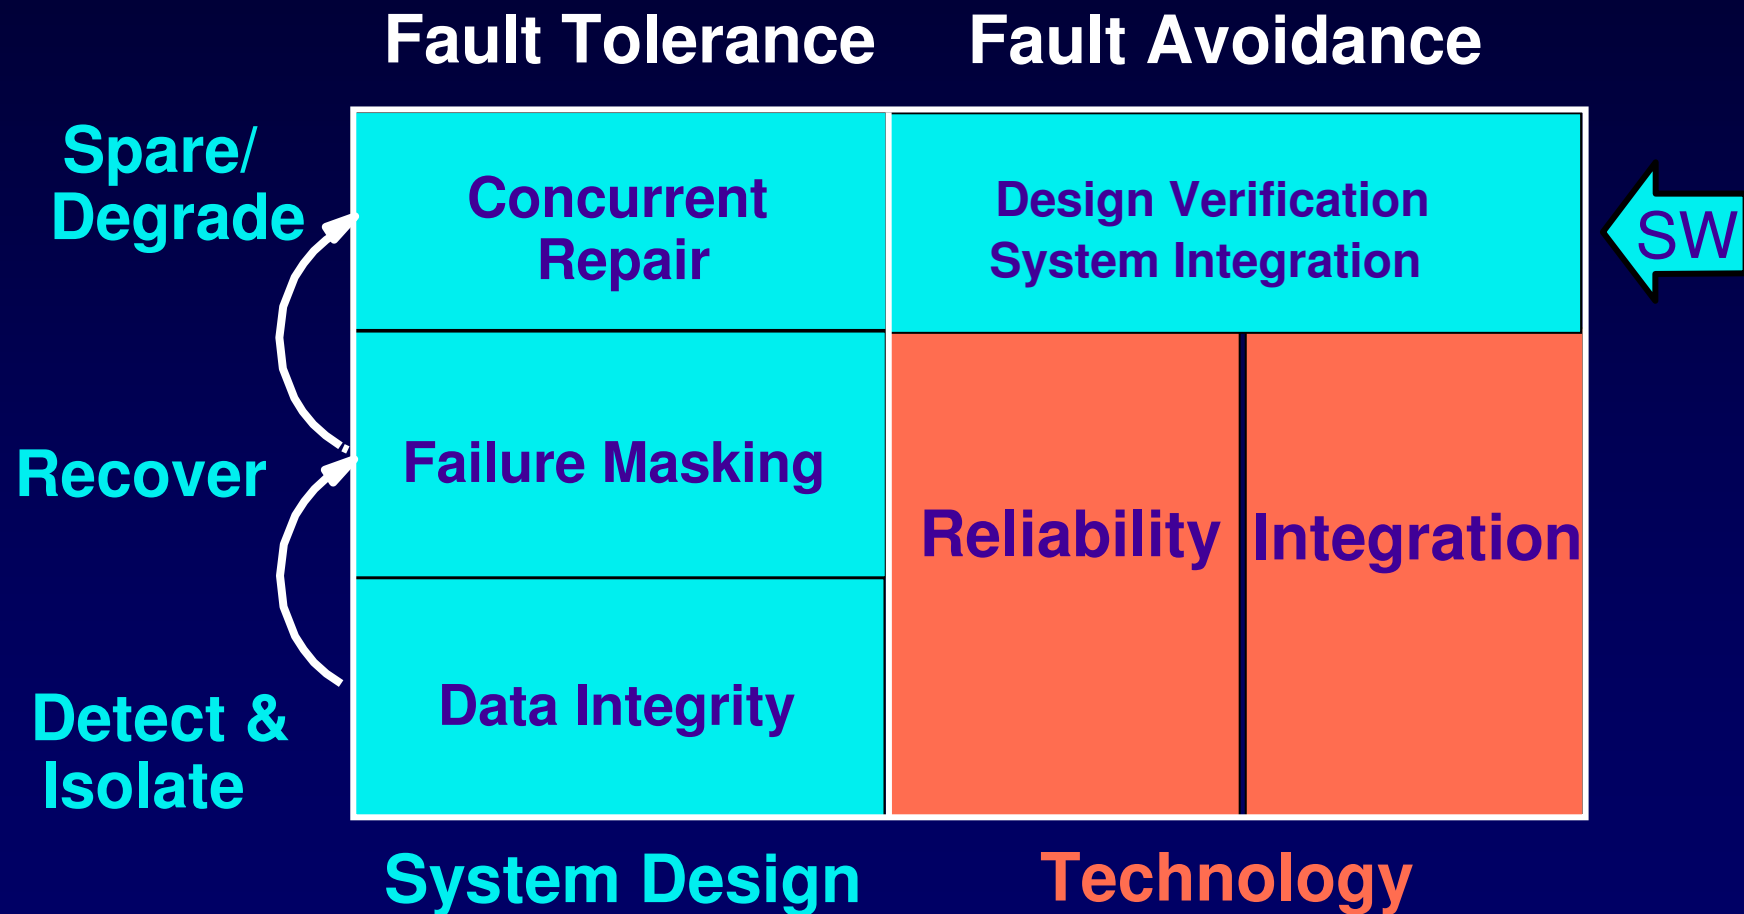 Fault Tolerance
Fault Avoidance
Spare/
Degrade
Concurrent
Repair
Design Verification
System Integration
SW
Recover
Failure Masking
Reliability
Integration
Detect &
Isolate
Data Integrity
System Design
Technology